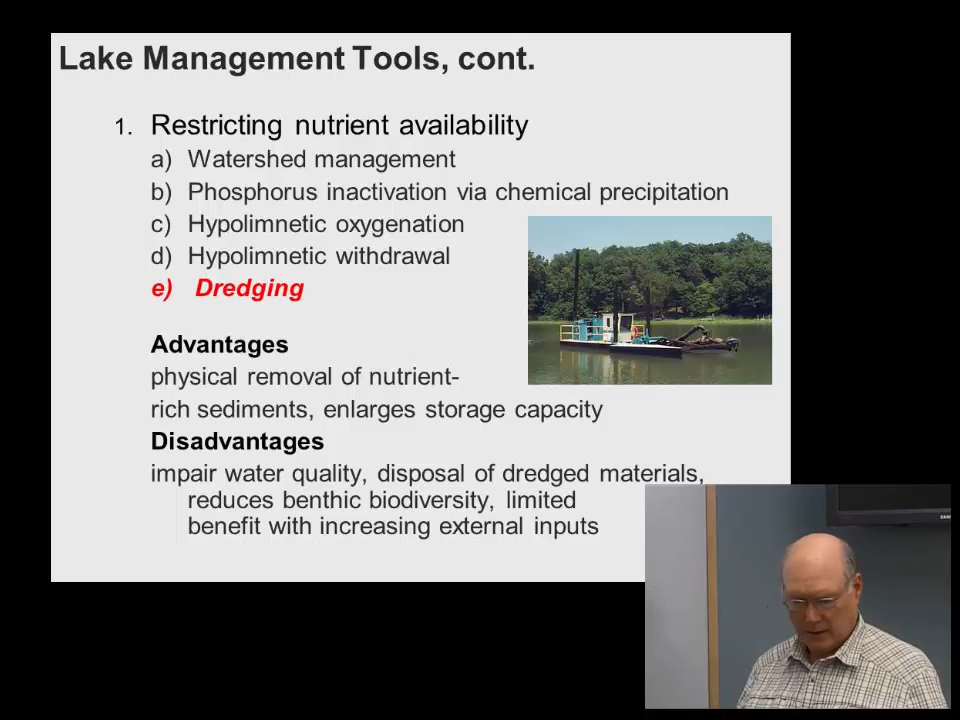 Lake Management Tools, cont.
1. Restricting nutrient availability
a) Watershed management
b) Phosphorus inactivation via chemical precipitation
c) Hypolimnetic oxygenation
d) Hypolimnetic withdrawal
e) Dredging
Advantages
physical removal of nutrient-
rich sediments, enlarges storage capacity
Disadvantages
impair water quality, disposal of dredged materials,
reduces benthic biodiversity, limited
benefit with increasing external inputs